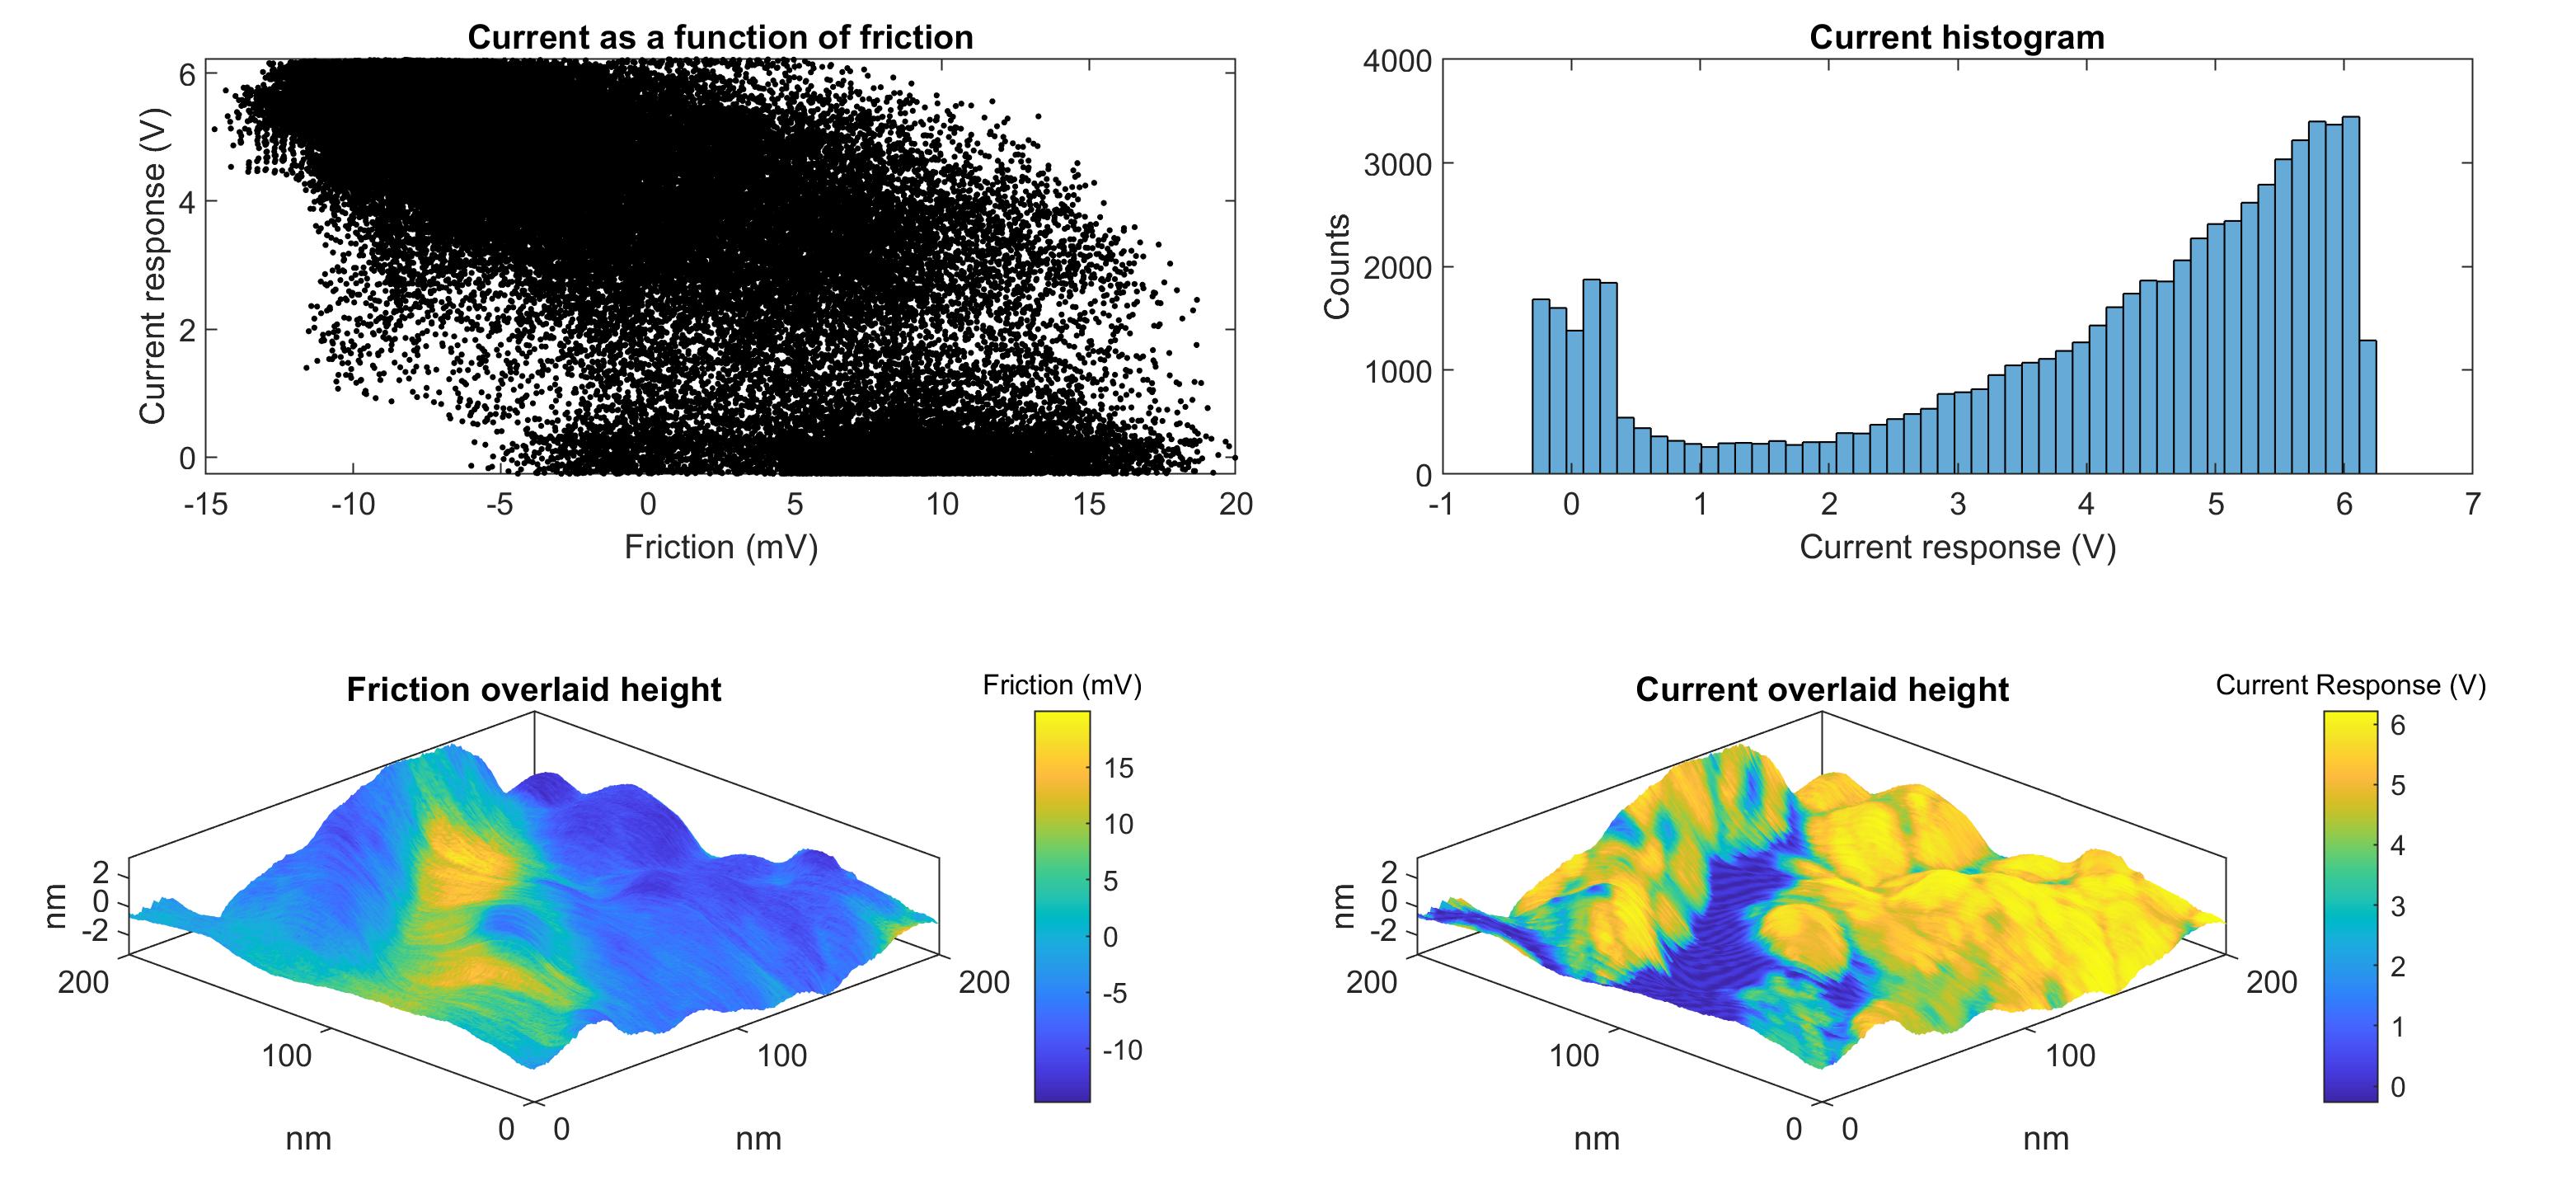 Current as a function of friction
Current response (V)
6
4
2
0
-15 -10 -5 0 5 10 15 20
Friction (mV)
Current histogram
Counts
4000
3000
2000
1000
0
-1 0 1 2 3 4 5 6 7
Current response (V)
Friction overlaid height
Friction (mV)
15
10
5
0
-5
-10
nm
2
0
-2
200
100
0
0
100
200
nm
nm
Current overlaid height
Current Response (V)
6
5
4
3
2
1
0
nm
2
0
-2
200
100
0
0
100
200
nm
nm